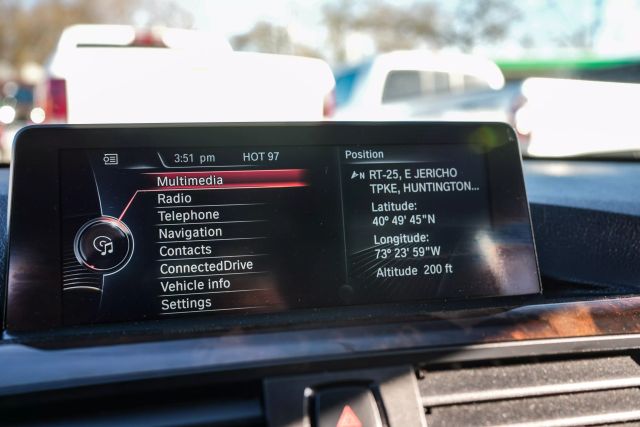 3:51 pm HOT 97
Multimedia
Radio
Telephone
Navigation
Contacts
ConnectedDrive
Vehicle info
Settings
Position
N RT-25, E JERICHO
TPKE, HUNTINGTON...
Latitude:
40° 49' 45"N
Longitude:
73° 23' 59"W
Altitude 200 ft